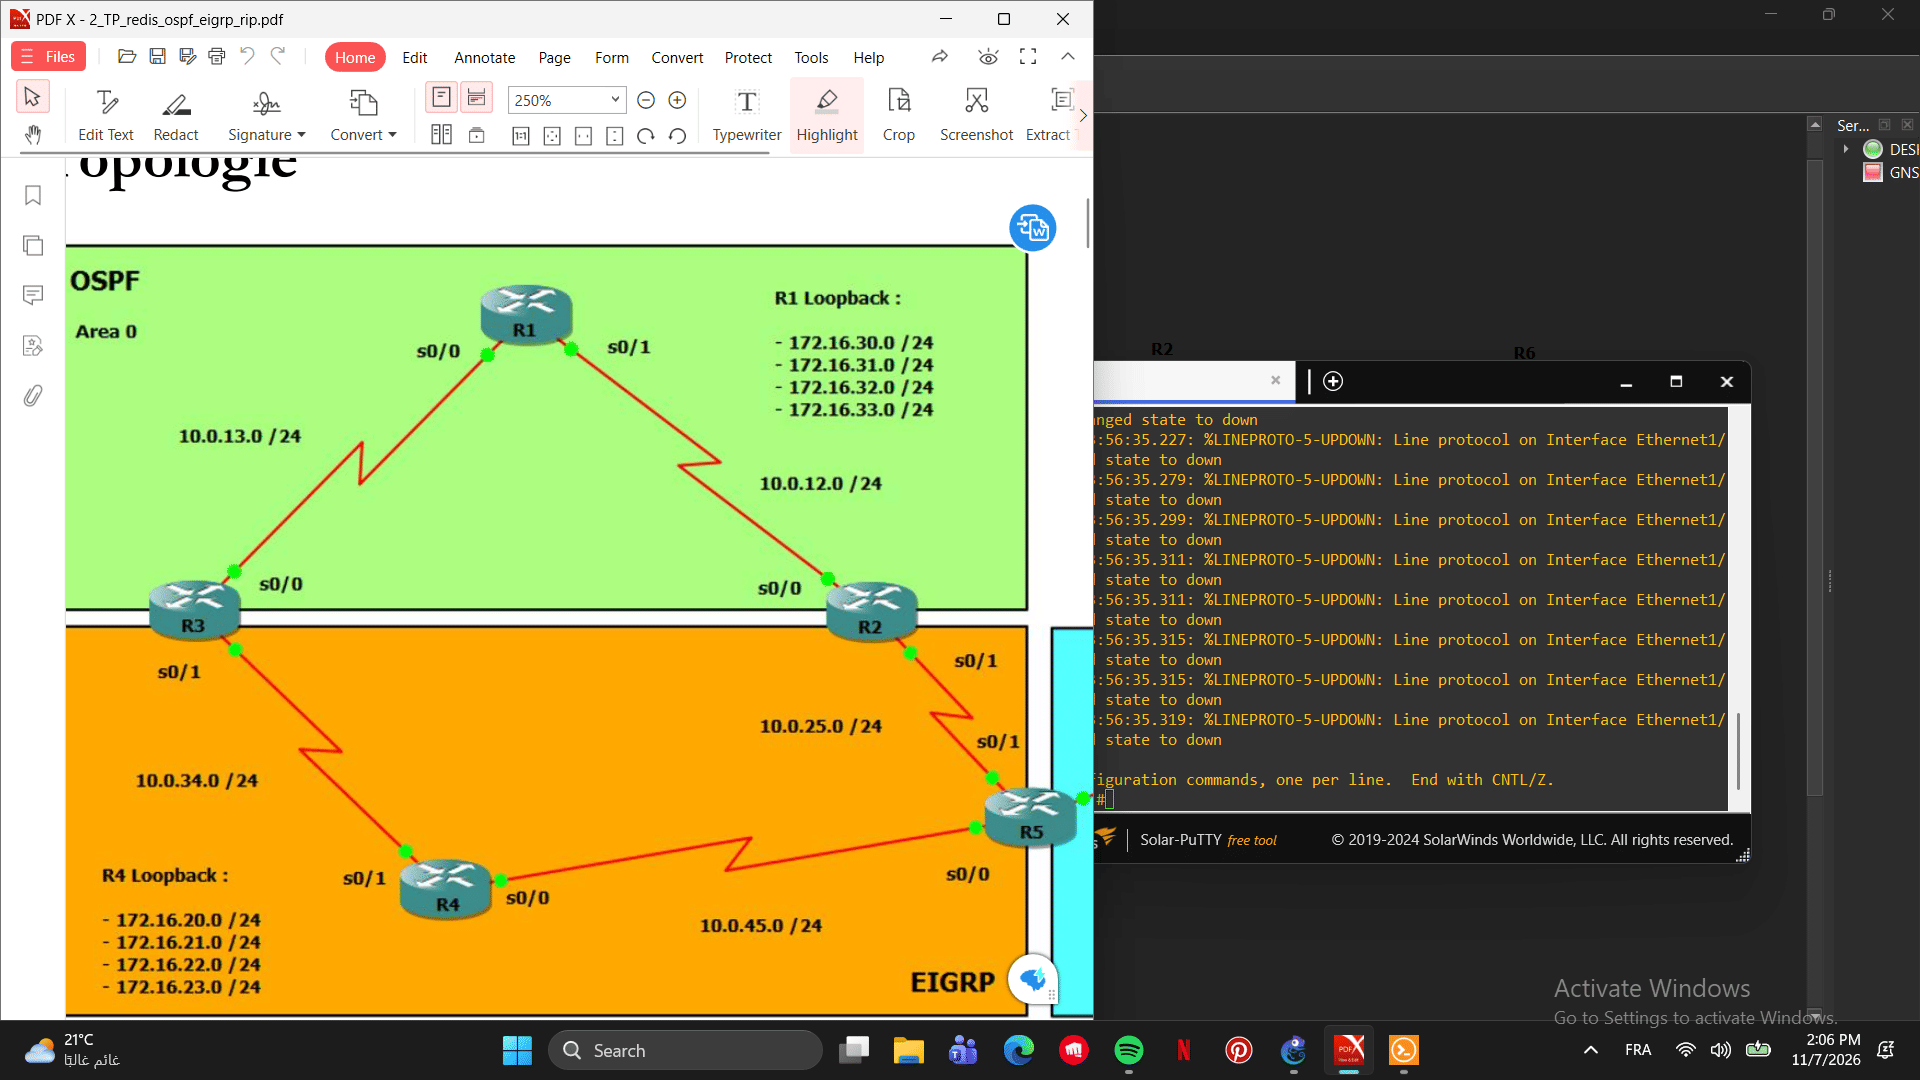 PDF X - 2_TP_redis_ospf_eigrp_rip.pdf
Files
Home
Edit
Annotate
Page
Form
Convert
Protect
Tools
Help
Edit Text
Redact
Signature
Convert
250%
Typewriter
Highlight
Crop
Screenshot
Extract
opologie
OSPF
Area 0
R1
s0/0
s0/1
R1 Loopback :
- 172.16.30.0 /24
- 172.16.31.0 /24
- 172.16.32.0 /24
- 172.16.33.0 /24
10.0.13.0 /24
10.0.12.0 /24
s0/0
s0/0
R3
R2
s0/1
s0/1
10.0.25.0 /24
s0/1
10.0.34.0 /24
R5
R4 Loopback :
s0/1
R4
s0/0
s0/0
- 172.16.20.0 /24
- 172.16.21.0 /24
- 172.16.22.0 /24
- 172.16.23.0 /24
10.0.45.0 /24
EIGRP
Ser...
DESH
GNS
R2
R6
anged state to down
:56:35.227: %LINEPROTO-5-UPDOWN: Line protocol on Interface Ethernet1/
state to down
:56:35.279: %LINEPROTO-5-UPDOWN: Line protocol on Interface Ethernet1/
state to down
:56:35.299: %LINEPROTO-5-UPDOWN: Line protocol on Interface Ethernet1/
state to down
:56:35.311: %LINEPROTO-5-UPDOWN: Line protocol on Interface Ethernet1/
state to down
:56:35.311: %LINEPROTO-5-UPDOWN: Line protocol on Interface Ethernet1/
state to down
:56:35.315: %LINEPROTO-5-UPDOWN: Line protocol on Interface Ethernet1/
state to down
:56:35.315: %LINEPROTO-5-UPDOWN: Line protocol on Interface Ethernet1/
state to down
:56:35.319: %LINEPROTO-5-UPDOWN: Line protocol on Interface Ethernet1/
state to down
figuration commands, one per line.  End with CNTL/Z.
#
Solar-PuTTY free tool
© 2019-2024 SolarWinds Worldwide, LLC. All rights reserved.
Activate Windows
Go to Settings to activate Windows.
21°C
غائم غالبًا
Search
FRA
2:06 PM
11/7/2026